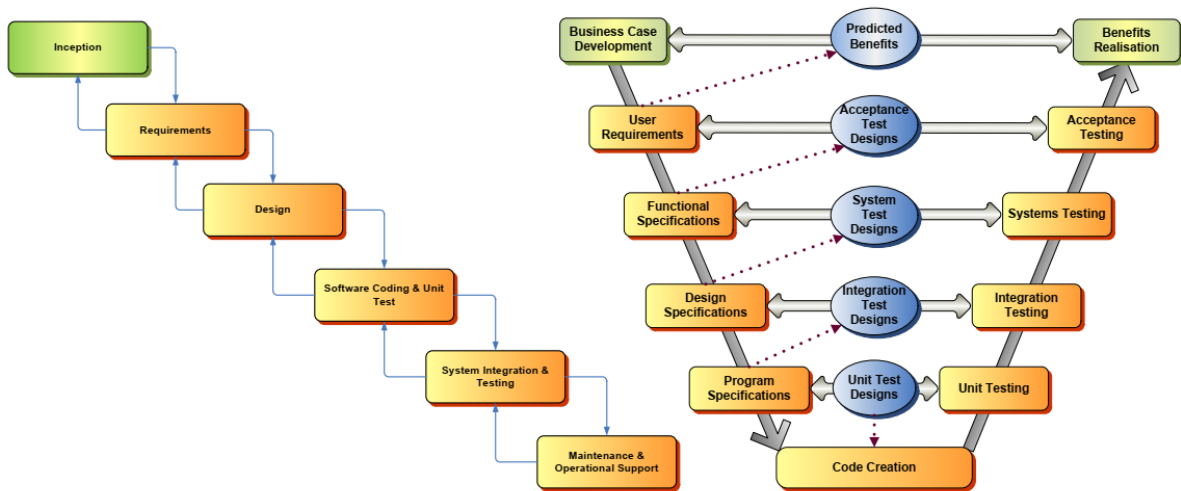 Inception
Requirements
Design
Software Coding & Unit
Test
System Integration &
Testing
Maintenance &
Operational Support
Business Case
Development
Predicted
Benefits
Benefits
Realisation
User
Requirements
Acceptance
Test
Designs
Acceptance
Testing
Functional
Specifications
System
Test
Designs
Systems Testing
Design
Specifications
Integration
Test
Designs
Integration
Testing
Program
Specifications
Unit Test
Designs
Unit Testing
Code Creation